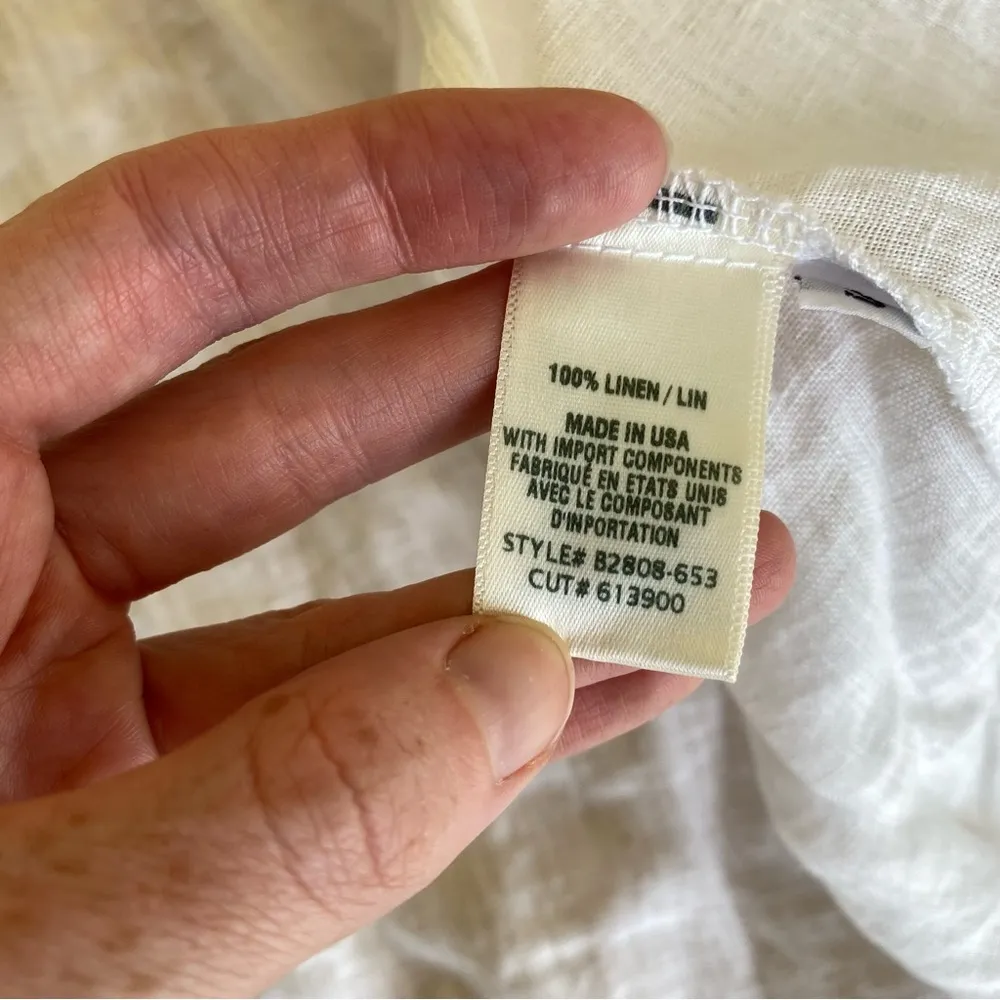 100% LINEN / LIN
MADE IN USA
WITH IMPORT COMPONENTS
FABRIQUÉ EN ETATS UNIS
AVEC LE COMPOSANT
D'INPORTATION
STYLE# B2808-653
CUT# 613900